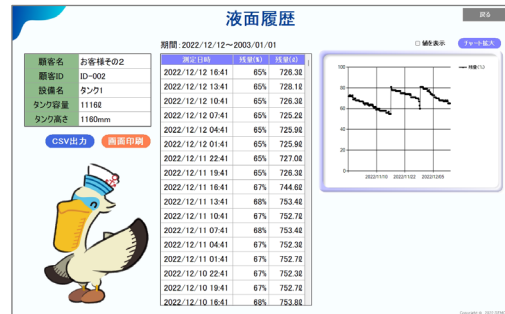 液面履歴
戻る
期間:2022/12/12～2003/01/01
□ 値を表示
チャート拡大
顧客名 お客様その2
顧客ID ID-002
設備名 タンク1
タンク容量 1116ℓ
タンク高さ 1160mm
CSV出力 画面印刷
測定日時 残量(%) 残量(ℓ)
2022/12/12 16:41 65% 726.3ℓ
2022/12/12 13:41 65% 728.1ℓ
2022/12/12 10:41 65% 726.3ℓ
2022/12/12 07:41 65% 725.2ℓ
2022/12/12 04:41 65% 725.9ℓ
2022/12/12 01:41 65% 725.9ℓ
2022/12/11 22:41 65% 727.0ℓ
2022/12/11 19:41 65% 726.3ℓ
2022/12/11 16:41 67% 744.6ℓ
2022/12/11 13:41 68% 753.4ℓ
2022/12/11 10:41 67% 752.7ℓ
2022/12/11 07:41 68% 753.4ℓ
2022/12/11 04:41 67% 752.3ℓ
2022/12/11 01:41 67% 752.7ℓ
2022/12/10 22:41 67% 752.3ℓ
2022/12/10 19:41 67% 752.7ℓ
2022/12/10 16:41 68% 753.8ℓ
100
80
60
40
20
0
2022/11/10 2022/11/22 2022/12/05
残量(%)